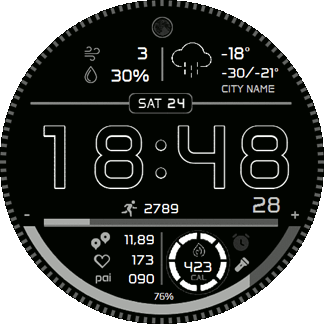 3 -18°
30% -30/-21°
CITY NAME
SAT 24
18:48
2789 28
- +
11,89
173
pai 090
423
CAL
76%